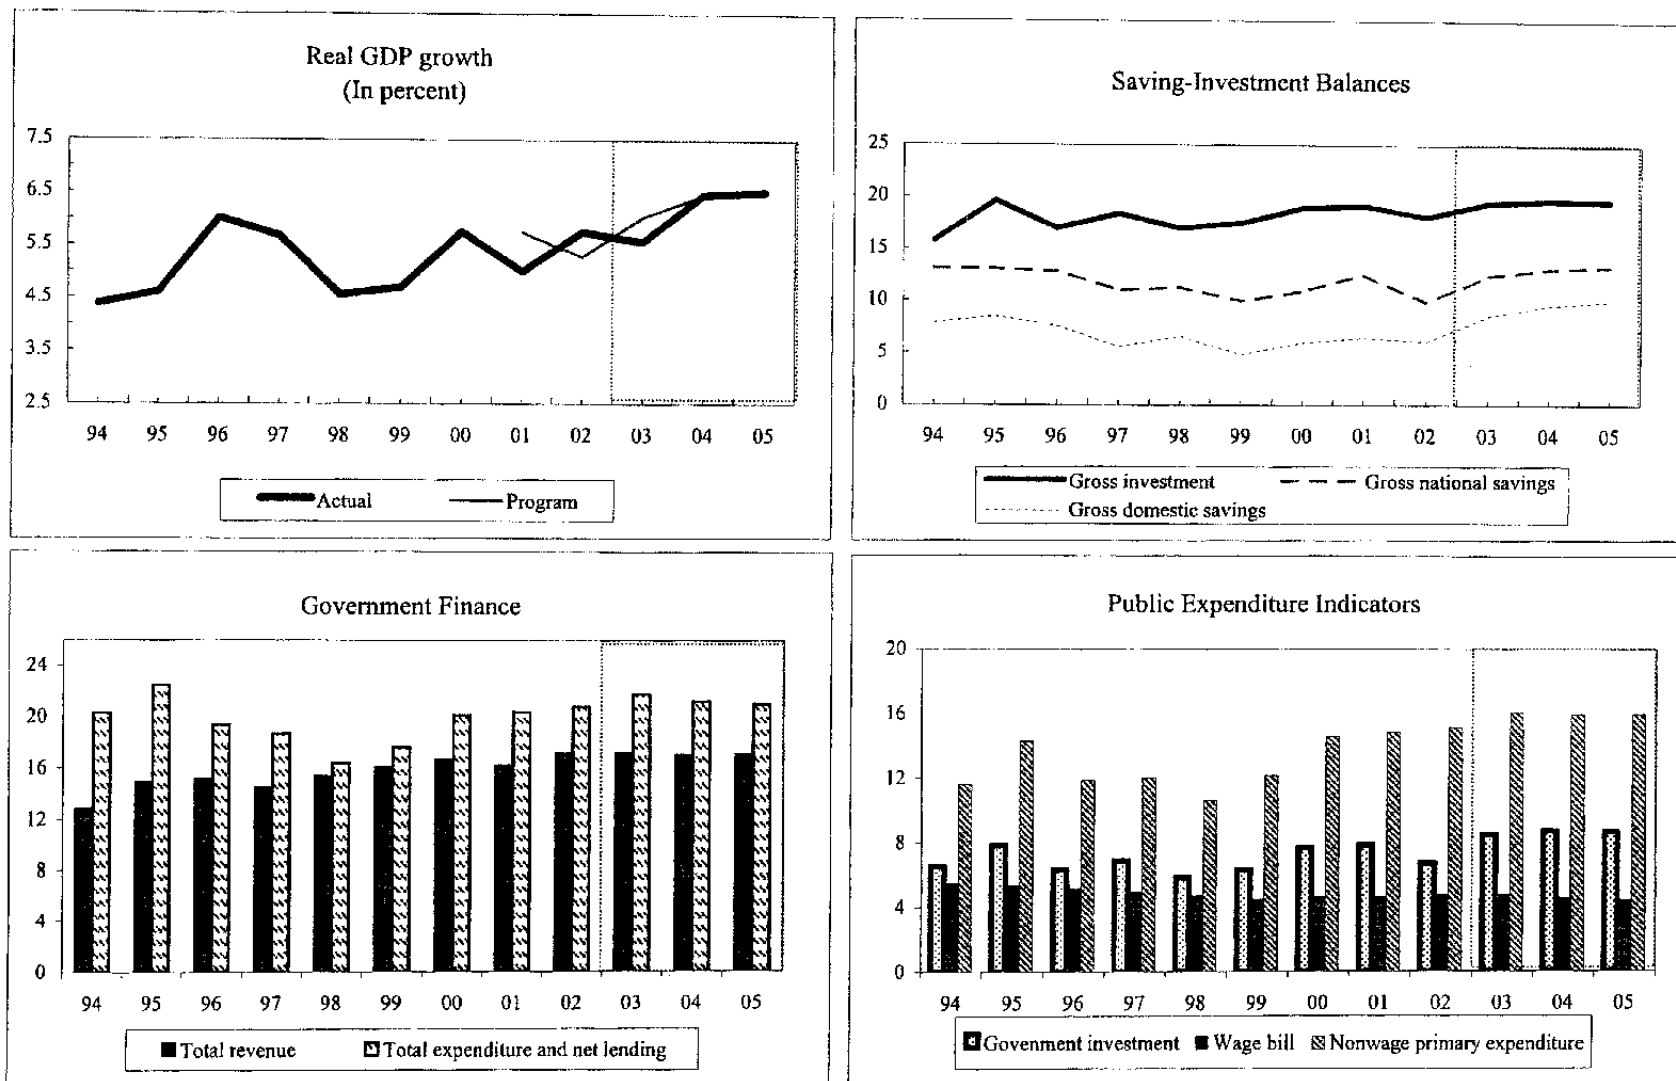 Real GDP growth
(In percent)
7.5
6.5
5.5
4.5
3.5
2.5
94 95 96 97 98 99 00 01 02 03 04 05
Actual Program
Saving-Investment Balances
25
20
15
10
5
0
94 95 96 97 98 99 00 01 02 03 04 05
Gross investment Gross national savings
Gross domestic savings
Government Finance
24
20
16
12
8
4
0
94 95 96 97 98 99 00 01 02 03 04 05
Total revenue Total expenditure and net lending
Public Expenditure Indicators
20
16
12
8
4
0
94 95 96 97 98 99 00 01 02 03 04 05
Govenment investment Wage bill Nonwage primary expenditure